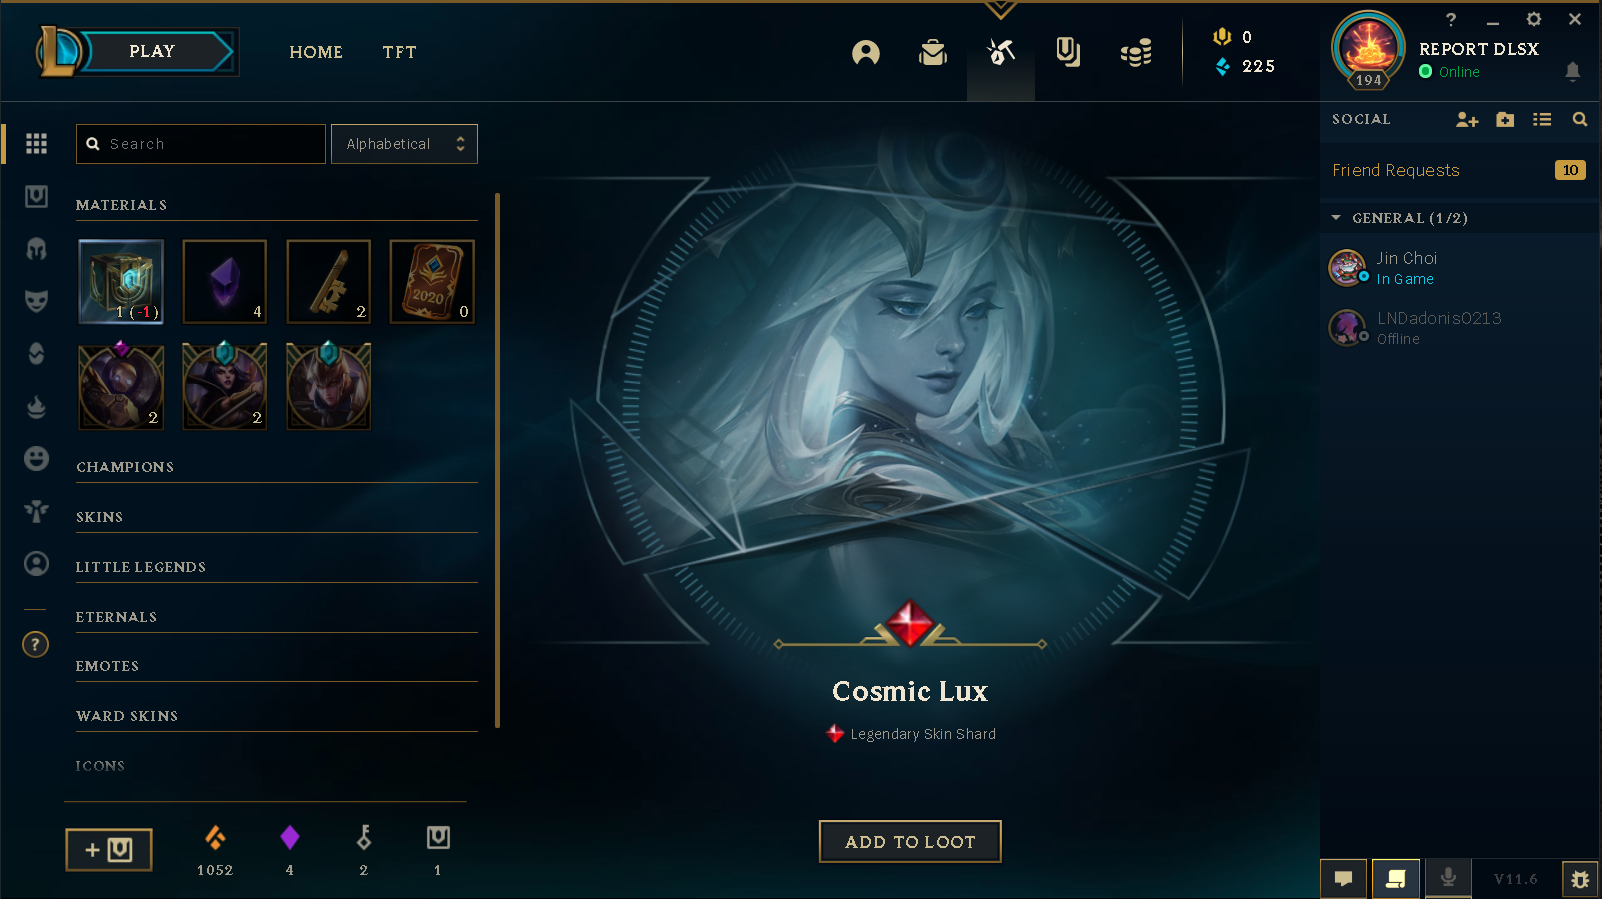 PLAY
HOME
TFT
0
225
?
REPORT DLSX
Online
194
Search
Alphabetical
MATERIALS
1 (-1)
4
2
2020
0
2
2
CHAMPIONS
SKINS
LITTLE LEGENDS
ETERNALS
EMOTES
WARD SKINS
ICONS
?
+
1052
4
2
1
Cosmic Lux
Legendary Skin Shard
ADD TO LOOT
SOCIAL
Friend Requests
10
GENERAL (1/2)
Jin Choi
In Game
LNDadonis0213
Offline
V11.6